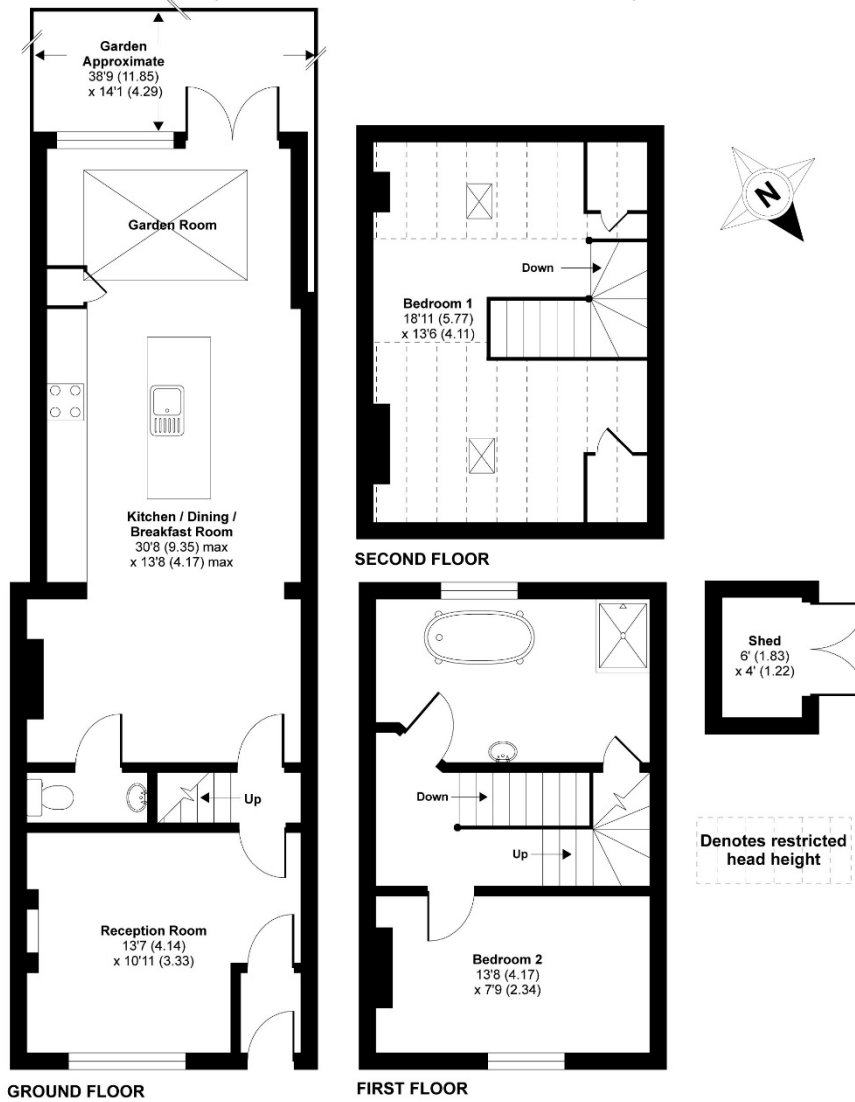 Garden
Approximate
38'9 (11.85)
x 14'1 (4.29)
Garden Room
Kitchen / Dining /
Breakfast Room
30'8 (9.35) max
x 13'8 (4.17) max
Up
Reception Room
13'7 (4.14)
x 10'11 (3.33)
GROUND FLOOR
Down
Bedroom 1
18'11 (5.77)
x 13'6 (4.11)
SECOND FLOOR
Down
Up
Bedroom 2
13'8 (4.17)
x 7'9 (2.34)
FIRST FLOOR
N
Shed
6' (1.83)
x 4' (1.22)
Denotes restricted
head height